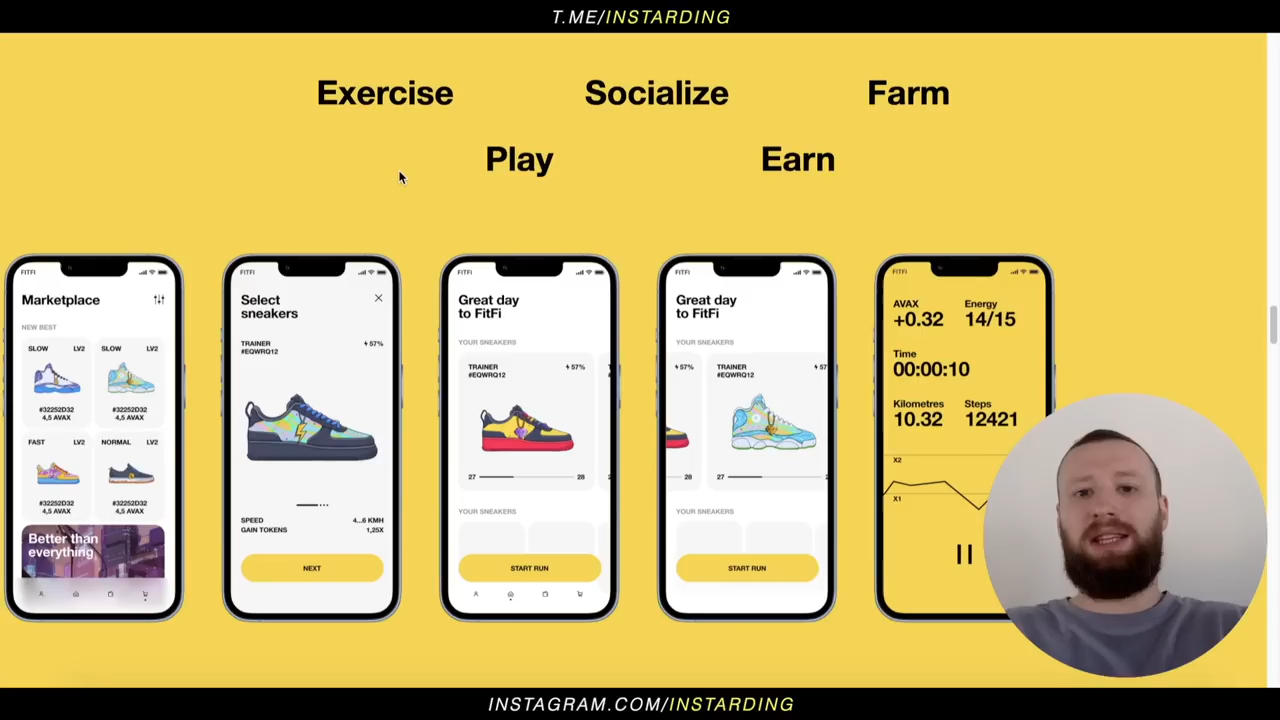 T.ME/INSTARDING
Exercise Socialize Farm
Play Earn
FITFI
Marketplace
NEW BEST
SLOW LV2
SLOW LV2
#32252D32
4,5 AVAX
#32252D32
4,5 AVAX
FAST LV2
NORMAL LV2
#32252D32
4,5 AVAX
#32252D32
4,5 AVAX
Better than
everything
FITFI
Select
sneakers
TRAINER
#EQWRQ12
57%
SPEED 4...6 KMH
GAIN TOKENS 1,25X
NEXT
FITFI
Great day
to FitFi
YOUR SNEAKERS
TRAINER
#EQWRQ12
57%
27 28
YOUR SNEAKERS
START RUN
FITFI
Great day
to FitFi
YOUR SNEAKERS
57%
TRAINER
#EQWRQ12
57
28
27
YOUR SNEAKERS
START RUN
FITFI
AVAX Energy
+0.32 14/15
Time
00:00:10
Kilometres Steps
10.32 12421
X2
X1
INSTAGRAM.COM/INSTARDING